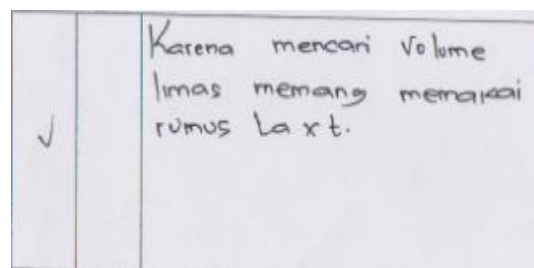 Karena mencari Volume
limas memang memakai
rumus La x t.